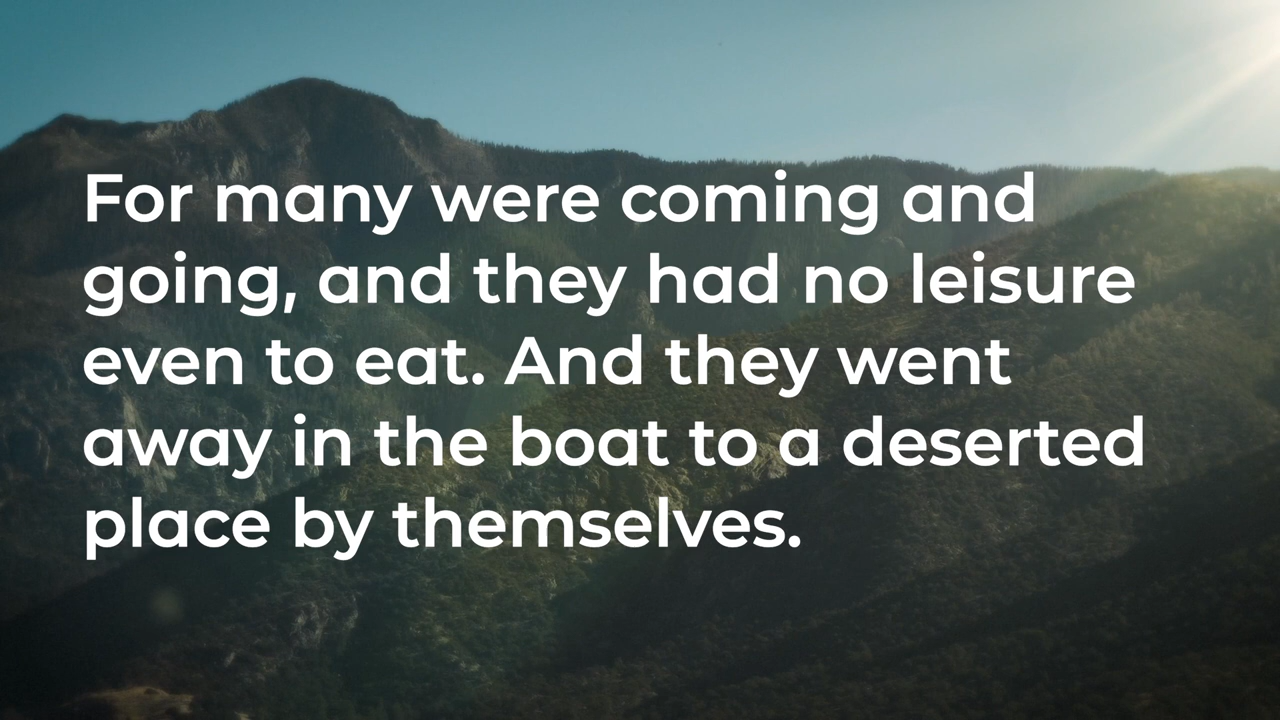 For many were coming and
going, and they had no leisure
even to eat. And they went
away in the boat to a deserted
place by themselves.